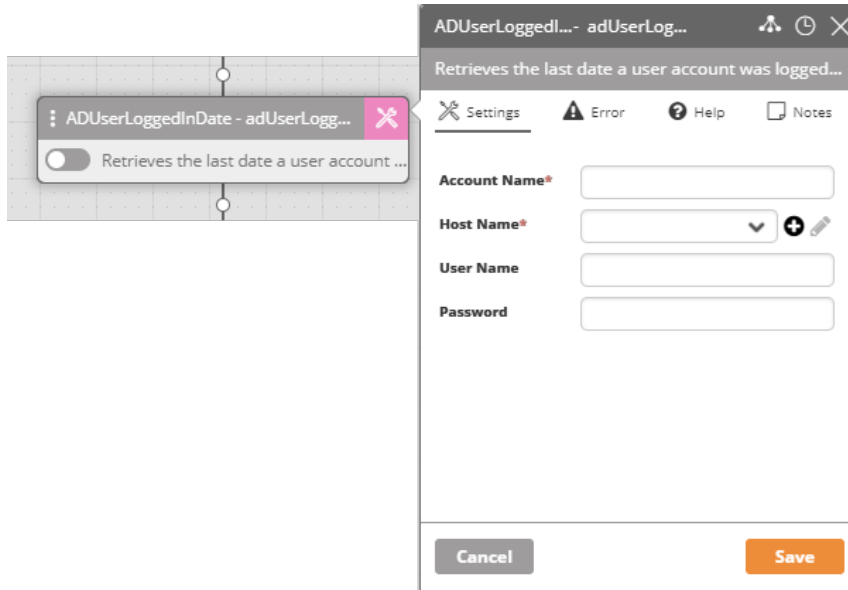 ADUserLoggedInDate - adUserLogg...
Retrieves the last date a user account ...
ADUserLoggedI...- adUserLog...
Retrieves the last date a user account was logged...
Settings Error Help Notes
Account Name*
Host Name*
User Name
Password
Cancel Save